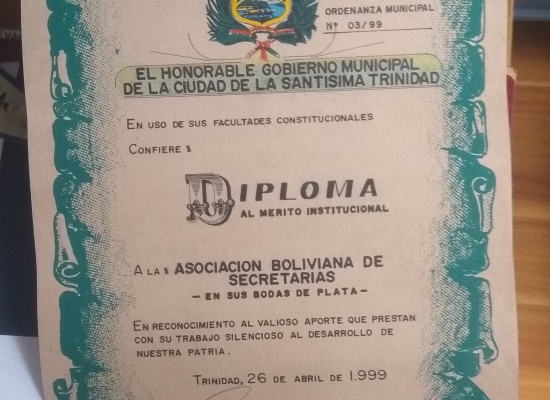 ORDENANZA MUNICIPAL
Nº 03/99
EL HONORABLE GOBIERNO MUNICIPAL
DE LA CIUDAD DE LA SANTISIMA TRINIDAD
EN USO DE SUS FACULTADES CONSTITUCIONALES
CONFIERE:
DIPLOMA
AL MERITO INSTITUCIONAL
A LA: ASOCIACION BOLIVIANA DE
SECRETARIAS
- EN SUS BODAS DE PLATA -
EN RECONOCIMIENTO AL VALIOSO APORTE QUE PRESTAN
CON SU TRABAJO SILENCIOSO AL DESARROLLO DE
NUESTRA PATRIA.
TRINIDAD, 26 DE ABRIL DE 1.999